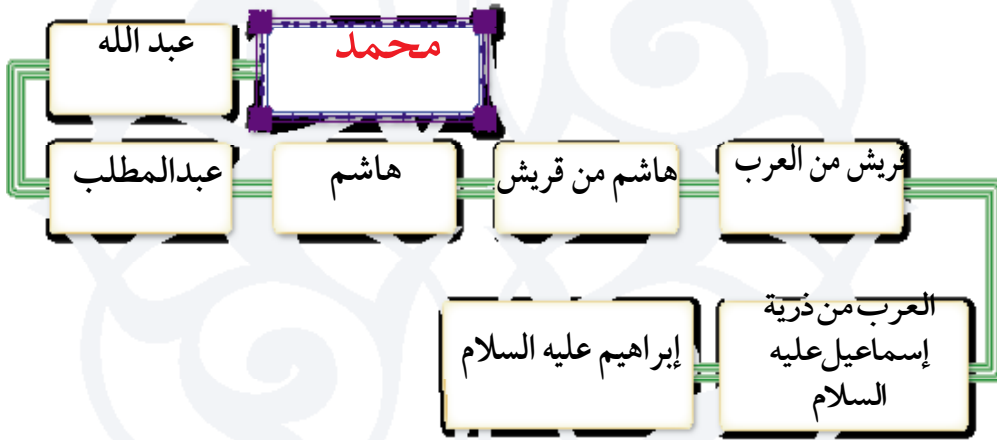 محمد
عبد الله
عبدالمطلب
هاشم
هاشم من قريش
قريش من العرب
العرب من ذرية
إسماعيل عليه
السلام
إبراهيم عليه السلام